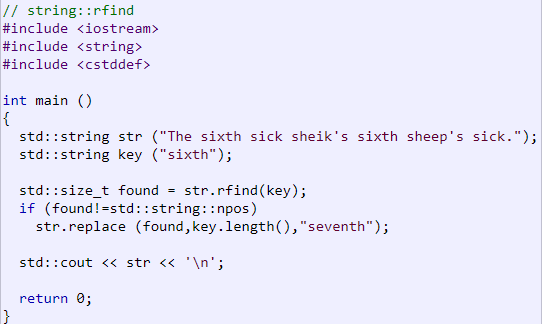 // string::rfind
#include <iostream>
#include <string>
#include <cstddef>

int main ()
{
  std::string str ("The sixth sick sheik's sixth sheep's sick.");
  std::string key ("sixth");

  std::size_t found = str.rfind(key);
  if (found!=std::string::npos)
    str.replace (found,key.length(),"seventh");

  std::cout << str << '\n';

  return 0;
}